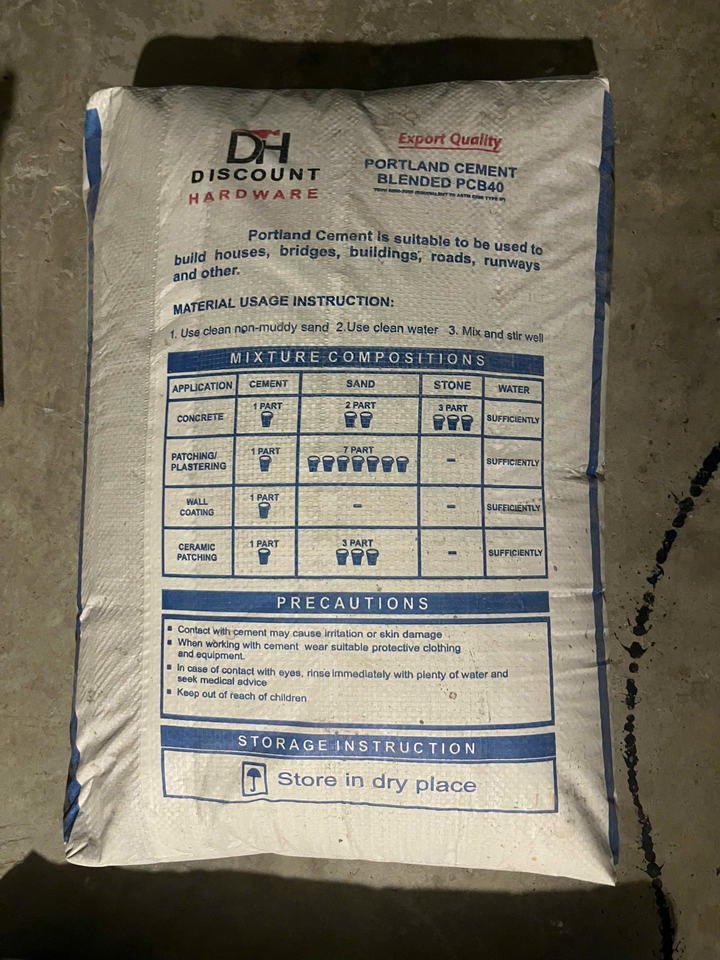 DH
DISCOUNT
HARDWARE
Export Quality
PORTLAND CEMENT
BLENDED PCB40
Portland Cement is suitable to be used to
build houses, bridges, buildings, roads, runways
and other.
MATERIAL USAGE INSTRUCTION:
1. Use clean non-muddy sand 2.Use clean water 3. Mix and stir well
MIXTURE COMPOSITIONS
APPLICATION CEMENT SAND STONE WATER
CONCRETE 1 PART 2 PART 3 PART SUFFICIENTLY
PATCHING/
PLASTERING 1 PART 7 PART - SUFFICIENTLY
WALL
COATING 1 PART - - SUFFICIENTLY
CERAMIC
PATCHING 1 PART 3 PART - SUFFICIENTLY
PRECAUTIONS
Contact with cement may cause irritation or skin damage
When working with cement wear suitable protective clothing
and equipment.
In case of contact with eyes, rinse immediately with plenty of water and
seek medical advice
Keep out of reach of children
STORAGE INSTRUCTION
Store in dry place